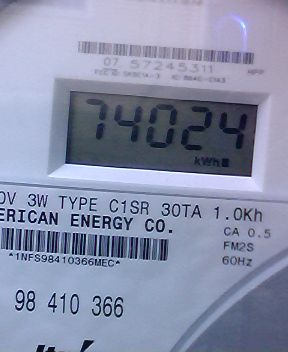 07 57245311
74024
kWh
0V 3W TYPE C1SR 30TA 1.0Kh
ERICAN ENERGY CO.
CA 0.5
FM2S
*1NFS98410366MEC*
60Hz
98 410 366